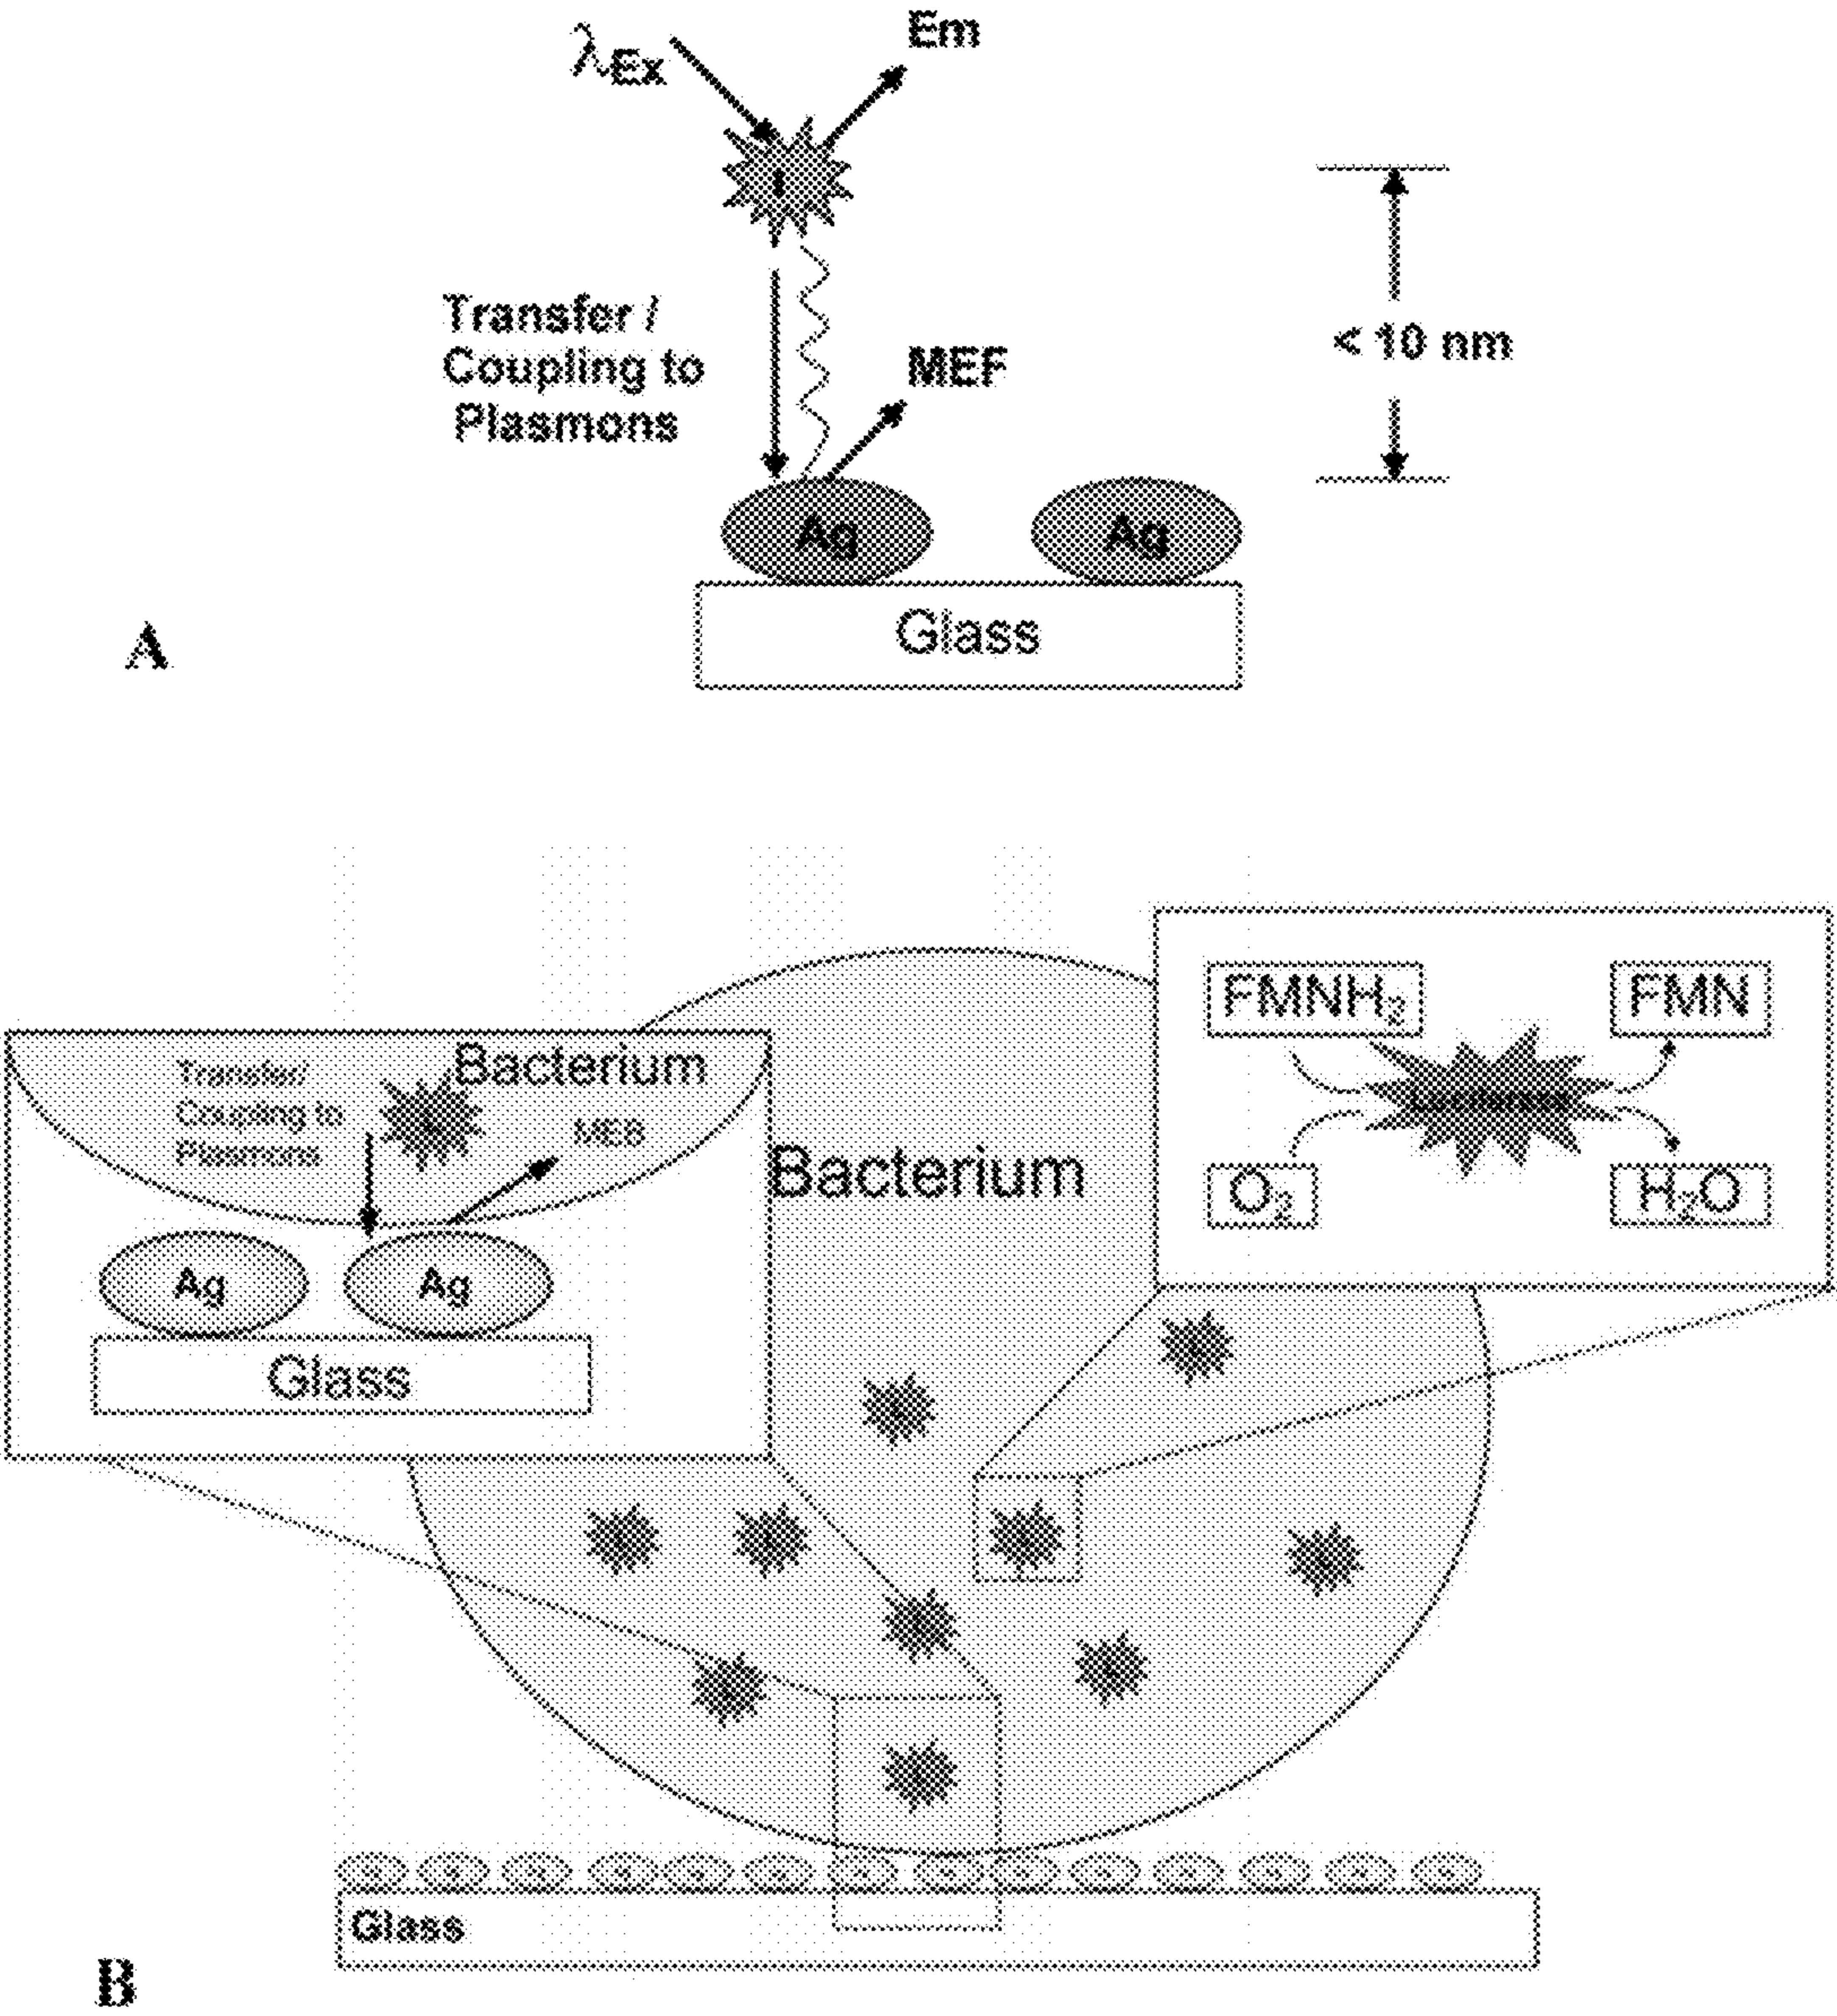 λEx
Em
Transfer /
Coupling to
Plasmons
MEF
< 10 nm
Ag
Ag
Glass
A
FMNH₂
FMN
O₂
H₂O
Bacterium
Transfer/
Coupling to
Plasmons
MEB
Ag
Ag
Glass
Bacterium
Glass
B